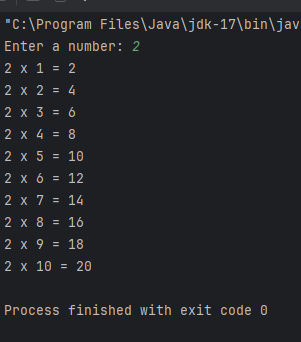 "C:\Program Files\Java\jdk-17\bin\jav
Enter a number: 2
2 x 1 = 2
2 x 2 = 4
2 x 3 = 6
2 x 4 = 8
2 x 5 = 10
2 x 6 = 12
2 x 7 = 14
2 x 8 = 16
2 x 9 = 18
2 x 10 = 20
Process finished with exit code 0